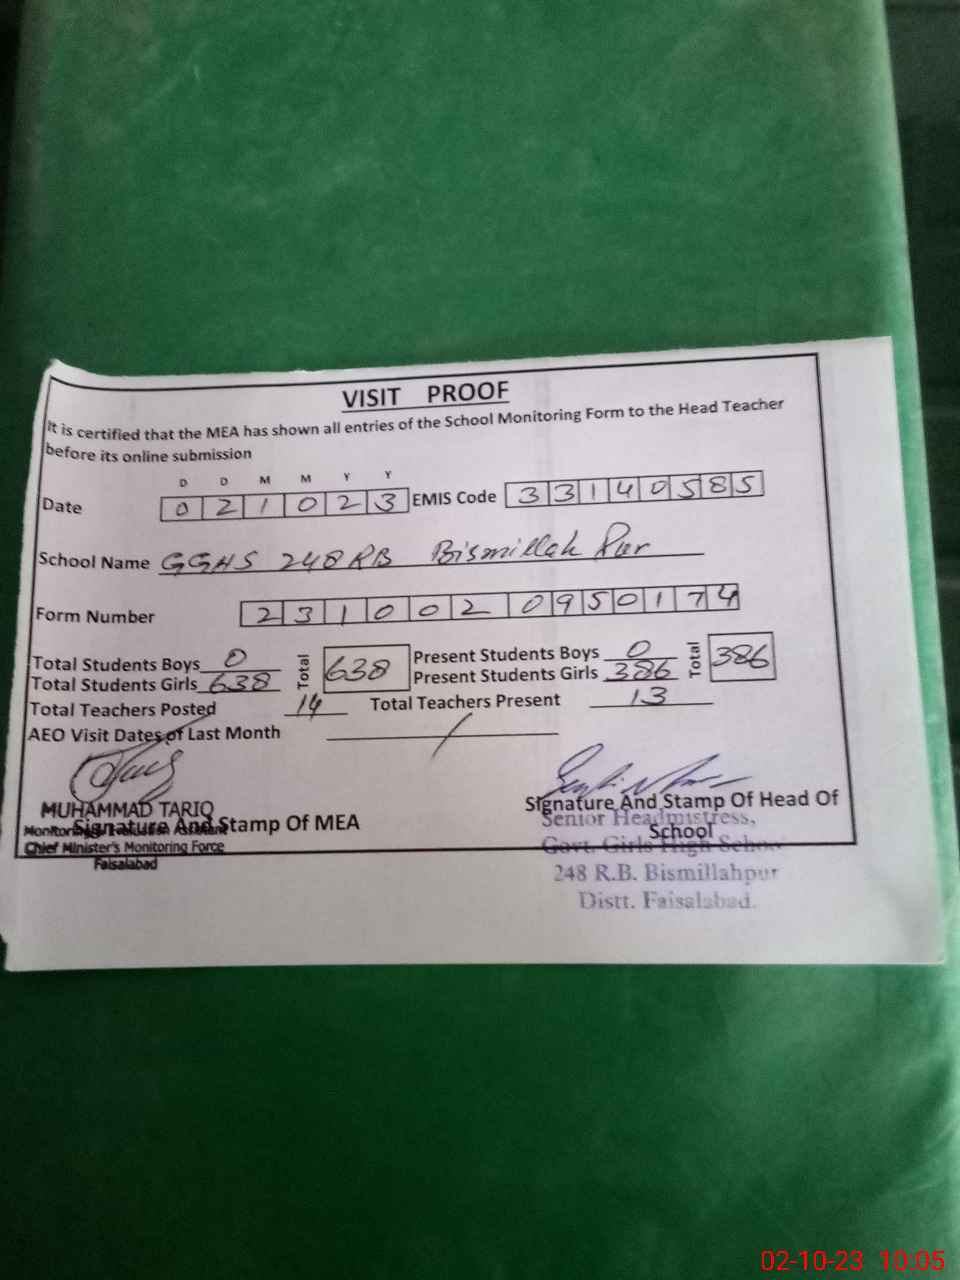 VISIT PROOF
It is certified that the MEA has shown all entries of the School Monitoring Form to the Head Teacher
before its online submission
D D M M Y Y
Date 0 2 1 0 2 3 EMIS Code 3 3 1 4 0 5 8 5
School Name GGHS 248 RB Bismillah Pur
Form Number 2 3 1 0 0 2 0 9 5 0 1 7 4
Total Students Boys 0 Total 638 Present Students Boys 0 Total 386
Total Students Girls 638 Present Students Girls 386
Total Teachers Posted 14 Total Teachers Present 13
AEO Visit Dates of Last Month /
MUHAMMAD TARIQ
Signature And Stamp Of MEA
Chief Minister's Monitoring Force
Faisalabad
Signature And Stamp Of Head Of
School
Senior Headmistress,
Govt. Girls High School
248 R.B. Bismillahpur
Distt. Faisalabad.
02-10-23 10:05